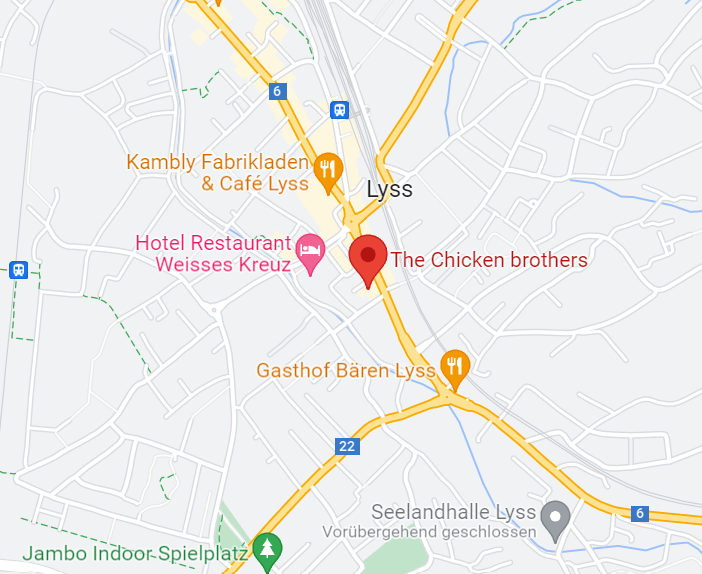 6
Kambly Fabrikladen
& Café Lyss
Lyss
Hotel Restaurant
Weisses Kreuz
The Chicken brothers
Gasthof Bären Lyss
22
Seelandhalle Lyss
Vorübergehend geschlossen
6
Jambo Indoor-Spielplatz